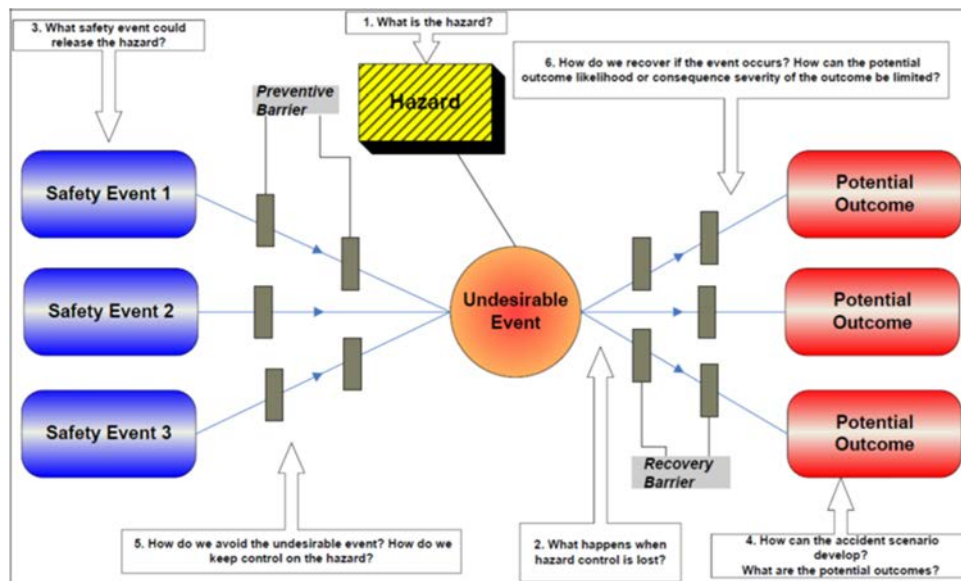 3. What safety event could
release the hazard?
1. What is the hazard?
6. How do we recover if the event occurs? How can the potential
outcome likelihood or consequence severity of the outcome be limited?
Preventive
Barrier
Hazard
Safety Event 1
Potential
Outcome
Safety Event 2
Undesirable
Event
Potential
Outcome
Safety Event 3
Potential
Outcome
Recovery
Barrier
5. How do we avoid the undesirable event? How do we
keep control on the hazard?
2. What happens when
hazard control is lost?
4. How can the accident scenario
develop?
What are the potential outcomes?